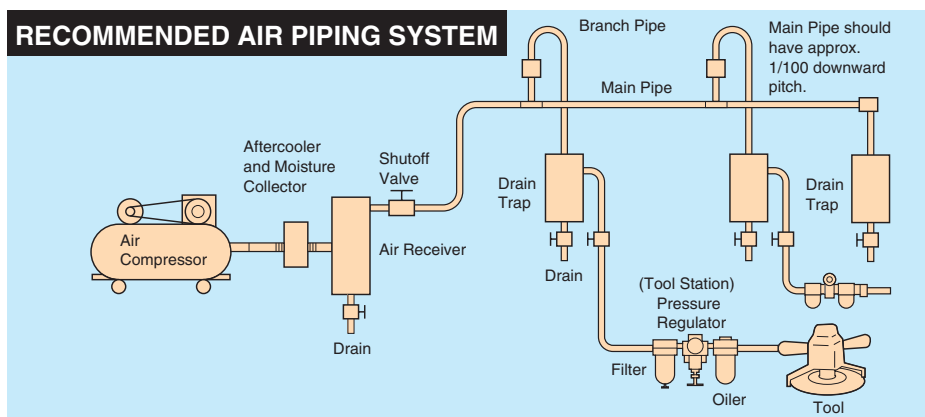 RECOMMENDED AIR PIPING SYSTEM
Branch Pipe
Main Pipe should
have approx.
1/100 downward
pitch.
Main Pipe
Aftercooler
and Moisture
Collector
Shutoff
Valve
Drain
Trap
Drain
Trap
Air
Compressor
Air Receiver
Drain
(Tool Station)
Pressure
Regulator
Drain
Filter
Oiler
Tool